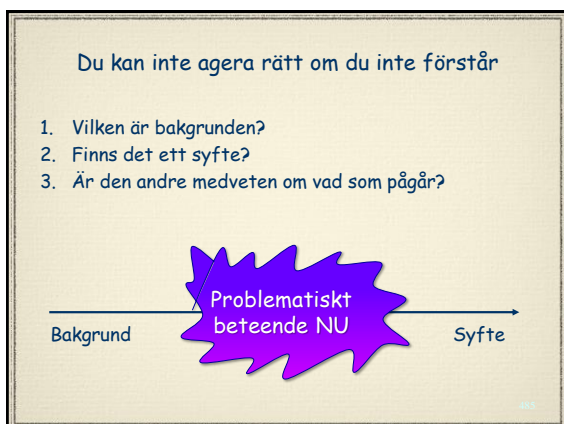 Du kan inte agera rätt om du inte förstår
1. Vilken är bakgrunden?
2. Finns det ett syfte?
3. Är den andre medveten om vad som pågår?
Problematiskt
beteende NU
Bakgrund
Syfte